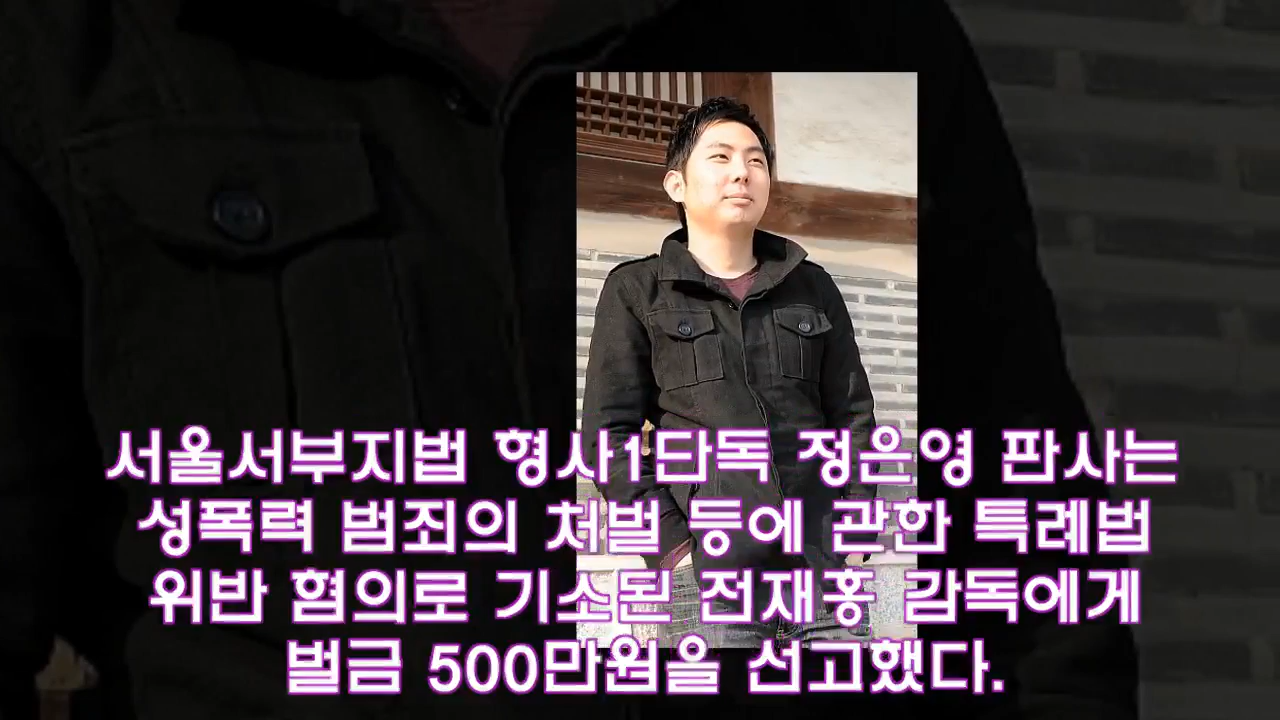 서울서부지법 형사1단독 정은영 판사는
성폭력 범죄의 처벌 등에 관한 특례법
위반 혐의로 기소된 전재홍 감독에게
벌금 500만원을 선고했다.